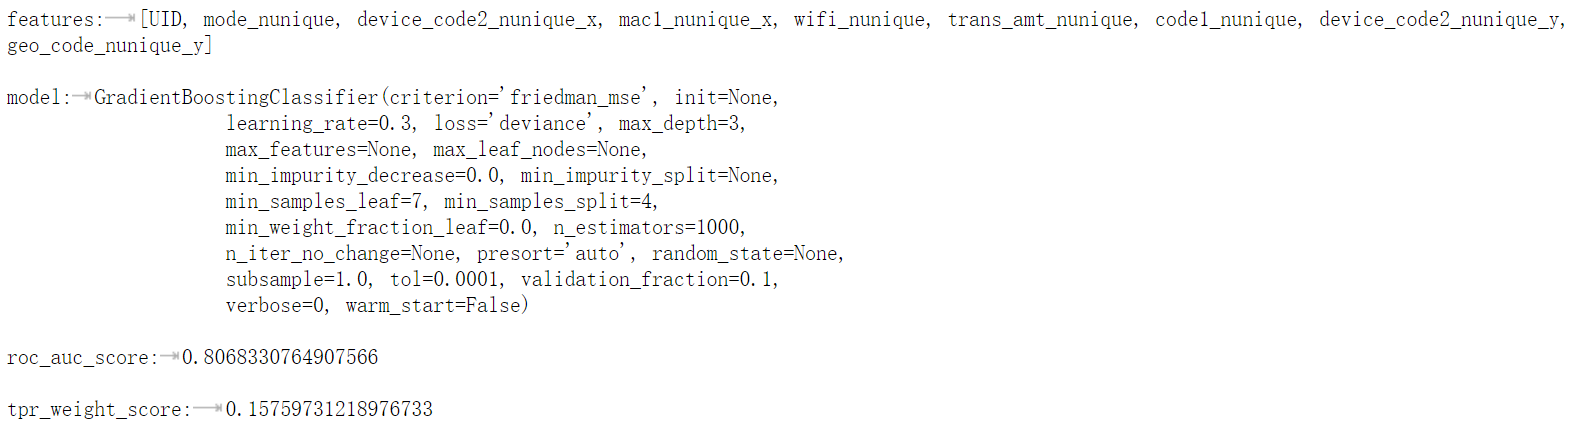 features:→[UID, mode_nunique, device_code2_nunique_x, mac1_nunique_x, wifi_nunique, trans_amt_nunique, code1_nunique, device_code2_nunique_y,
geo_code_nunique_y]
model:→GradientBoostingClassifier(criterion='friedman_mse', init=None,
learning_rate=0.3, loss='deviance', max_depth=3,
max_features=None, max_leaf_nodes=None,
min_impurity_decrease=0.0, min_impurity_split=None,
min_samples_leaf=7, min_samples_split=4,
min_weight_fraction_leaf=0.0, n_estimators=1000,
n_iter_no_change=None, presort='auto', random_state=None,
subsample=1.0, tol=0.0001, validation_fraction=0.1,
verbose=0, warm_start=False)
roc_auc_score:→0.8068330764907566
tpr_weight_score:→0.15759731218976733